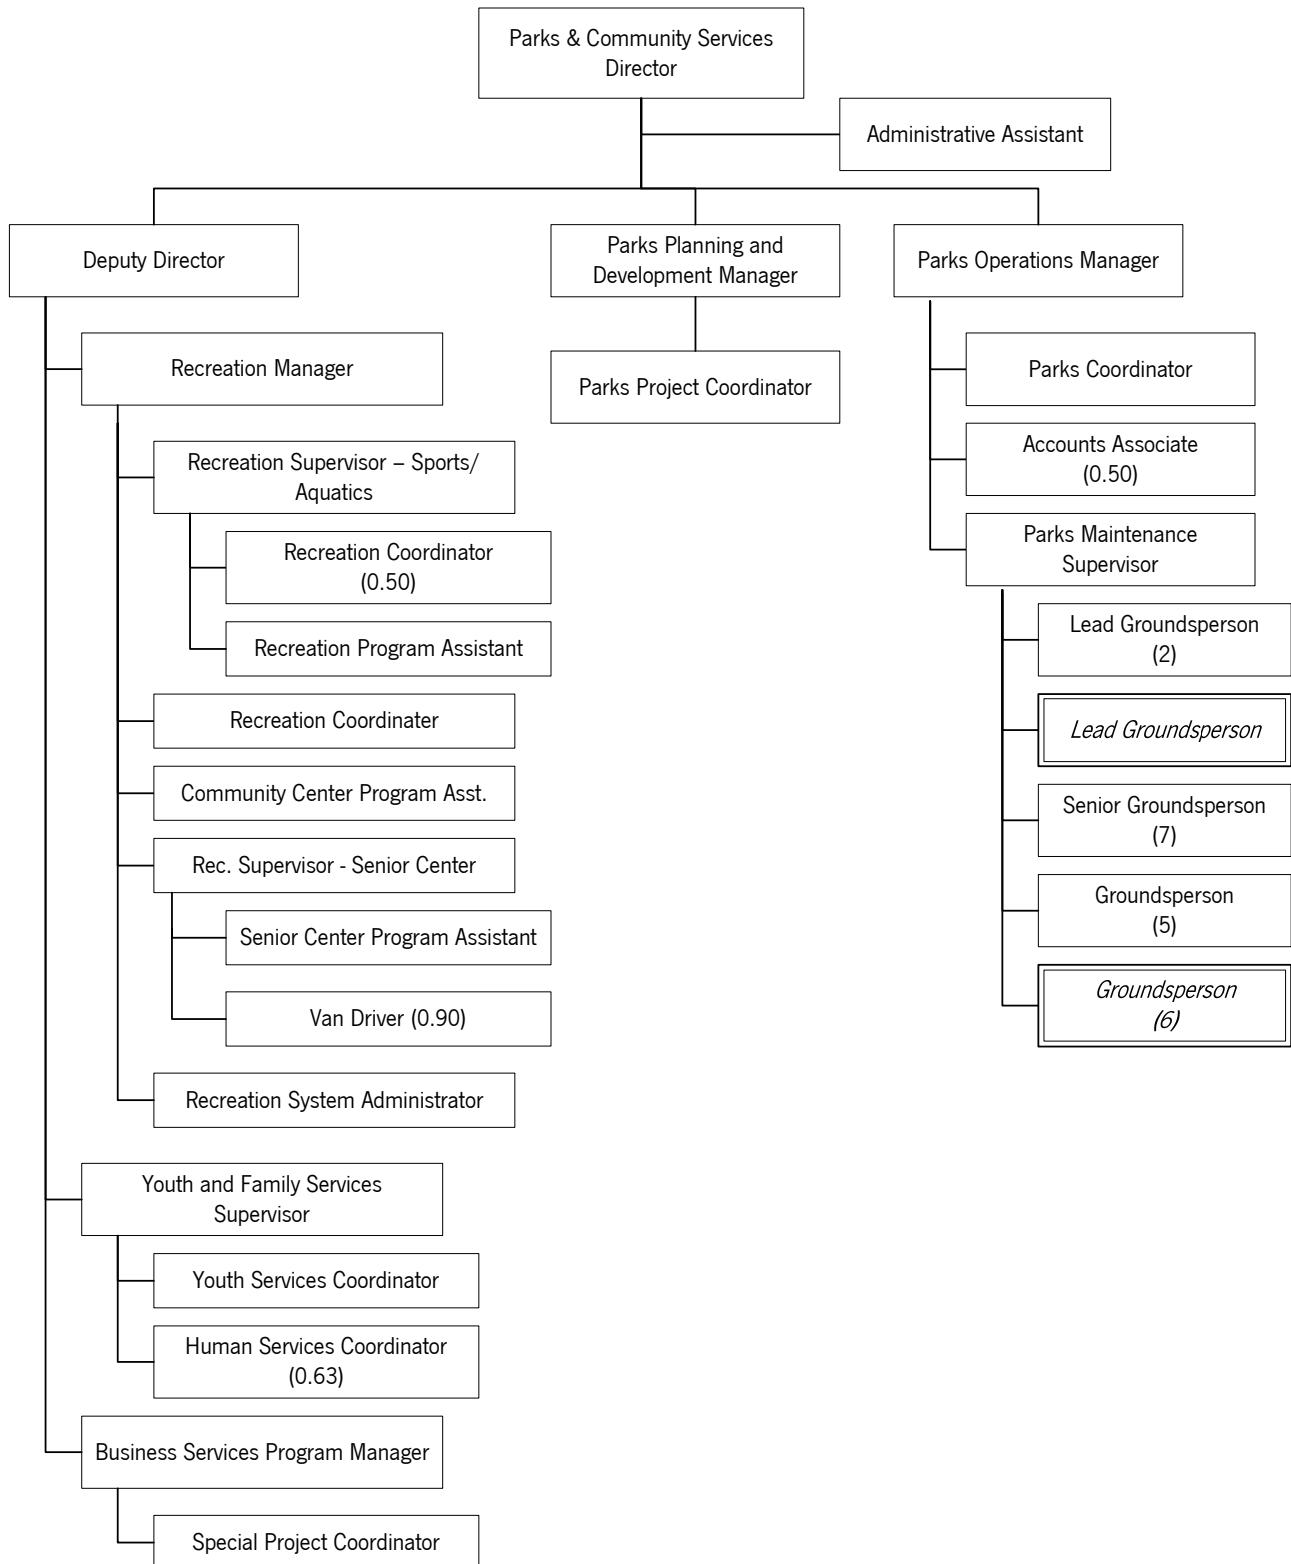 Parks & Community Services
Director
Administrative Assistant
Deputy Director
Parks Planning and
Development Manager
Parks Operations Manager
Recreation Manager
Parks Project Coordinator
Parks Coordinator
Recreation Supervisor – Sports/
Aquatics
Accounts Associate
(0.50)
Recreation Coordinator
(0.50)
Parks Maintenance
Supervisor
Recreation Program Assistant
Lead Groundsperson
(2)
Recreation Coordinater
Lead Groundsperson
Community Center Program Asst.
Senior Groundsperson
(7)
Rec. Supervisor - Senior Center
Groundsperson
(5)
Senior Center Program Assistant
Van Driver (0.90)
Groundsperson
(6)
Recreation System Administrator
Youth and Family Services
Supervisor
Youth Services Coordinator
Human Services Coordinator
(0.63)
Business Services Program Manager
Special Project Coordinator